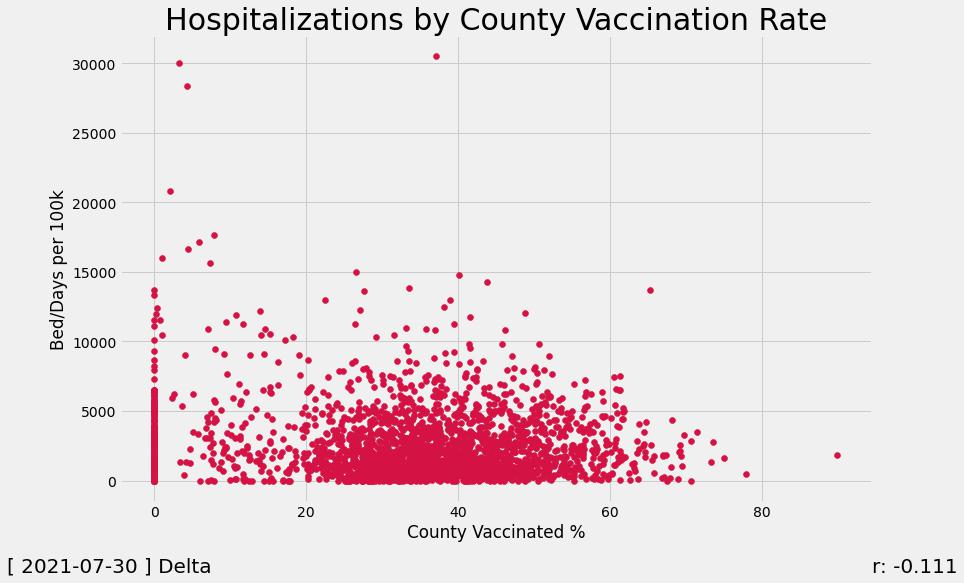 Hospitalizations by County Vaccination Rate
30000
25000
20000
15000
10000
5000
0
Bed/Days per 100k
0 20 40 60 80
County Vaccinated %
[ 2021-07-30 ] Delta r: -0.111